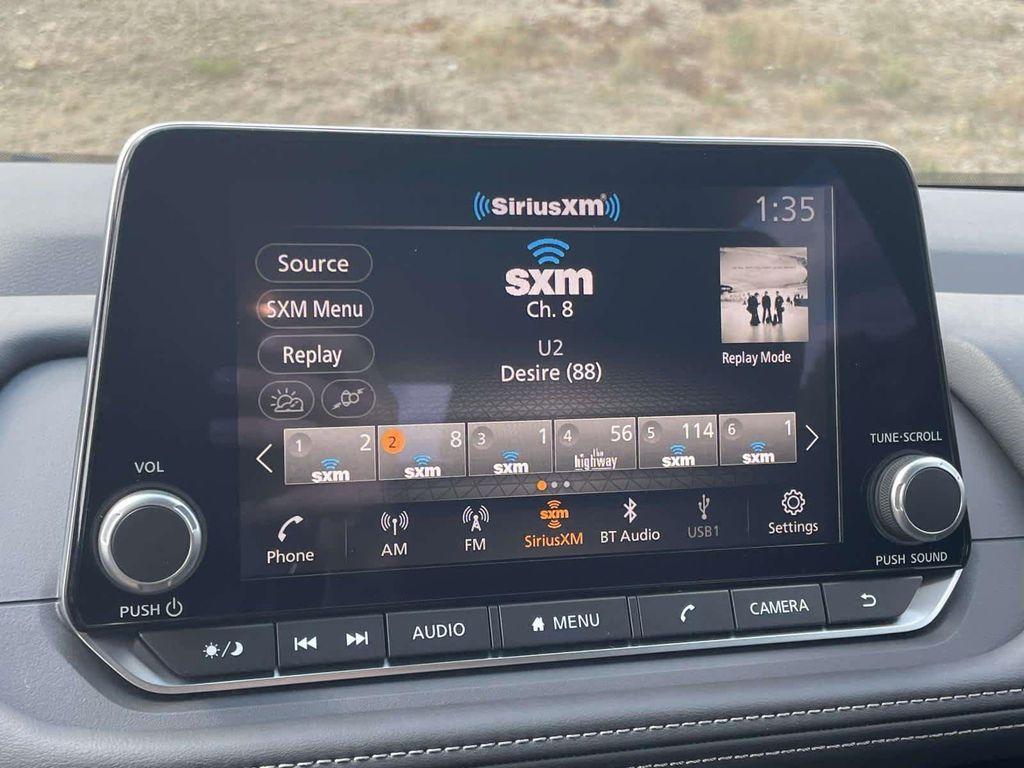 SiriusXM
1:35
Source
SXM Menu
Replay
sxm
Ch. 8
U2
Desire (88)
Replay Mode
1 2 sxm
2 8 sxm
3 1 sxm
4 56 the highway
5 114 sxm
6 1 sxm
Phone
AM
FM
sxm
SiriusXM
BT Audio
USB1
Settings
VOL
PUSH
TUNE·SCROLL
PUSH SOUND
AUDIO
MENU
CAMERA